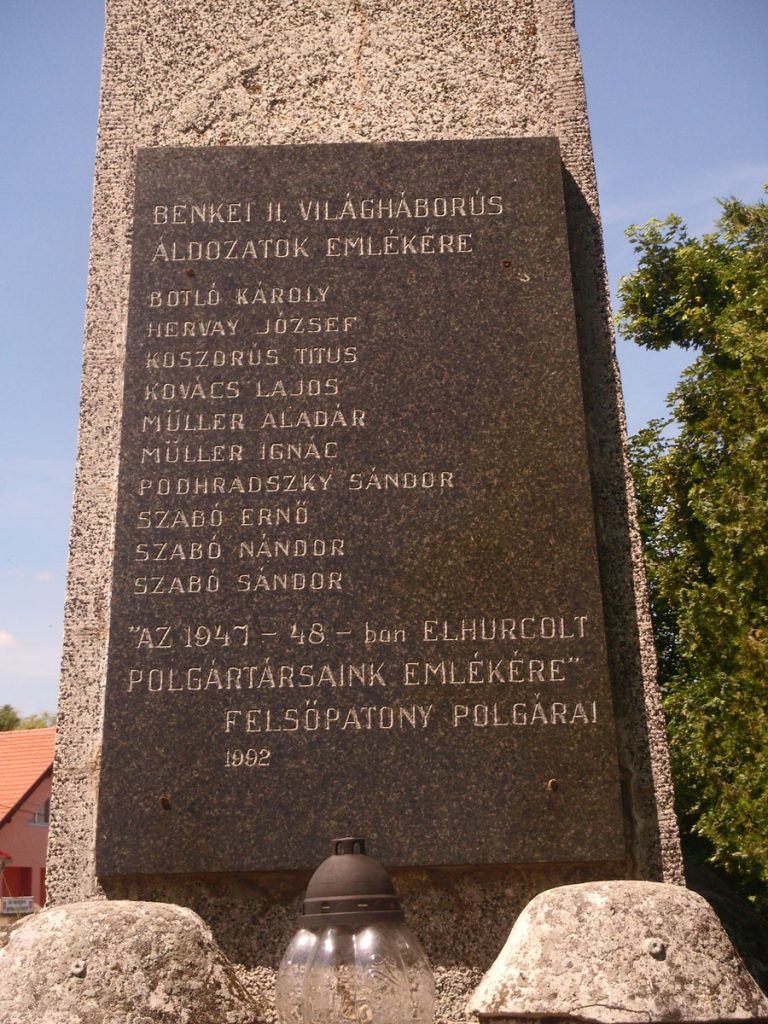 BENKEI II. VILÁGHÁBORÚS
ÁLDOZATOK EMLÉKÉRE
BOTLÓ KÁROLY
HERVAY JÓZSEF
KOSZORÚS TITUS
KOVÁCS LAJOS
MÜLLER ALADÁR
MÜLLER IGNÁC
PODHRADSZKY SÁNDOR
SZABÓ ERNŐ
SZABÓ NÁNDOR
SZABÓ SÁNDOR
"AZ 1947 - 48 - ban ELHURCOLT
POLGÁRTÁRSAINK EMLÉKÉRE"
FELSŐPATONY POLGÁRAI
1992